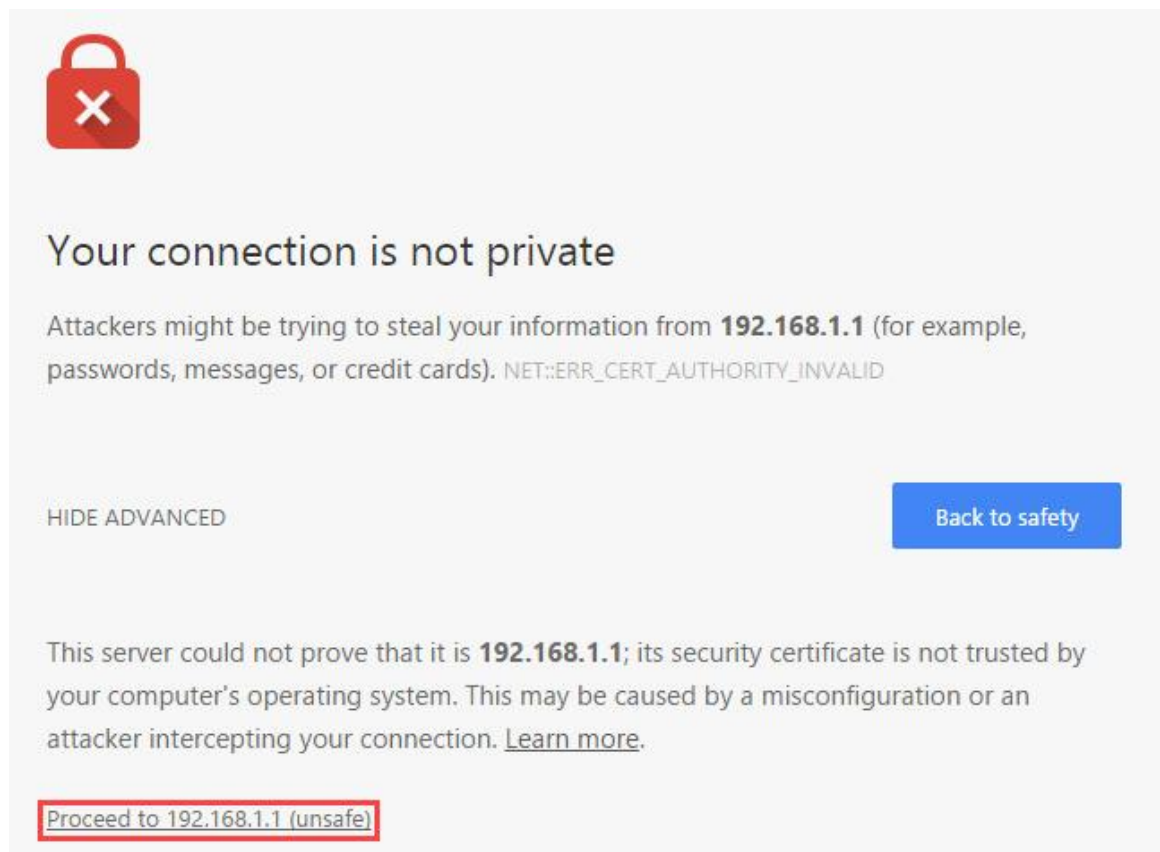 Your connection is not private
Attackers might be trying to steal your information from 192.168.1.1 (for example,
passwords, messages, or credit cards). NET::ERR_CERT_AUTHORITY_INVALID
HIDE ADVANCED
Back to safety
This server could not prove that it is 192.168.1.1; its security certificate is not trusted by
your computer's operating system. This may be caused by a misconfiguration or an
attacker intercepting your connection. Learn more.
Proceed to 192.168.1.1 (unsafe)